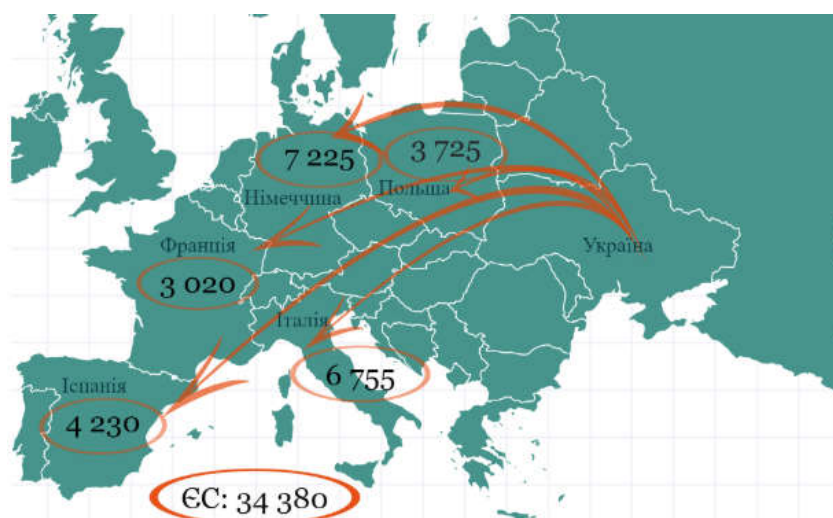 7 225
3 725
Німеччина
Польща
Франція
Україна
3 020
Італія
6 755
Іспанія
4 230
ЄС: 34 380